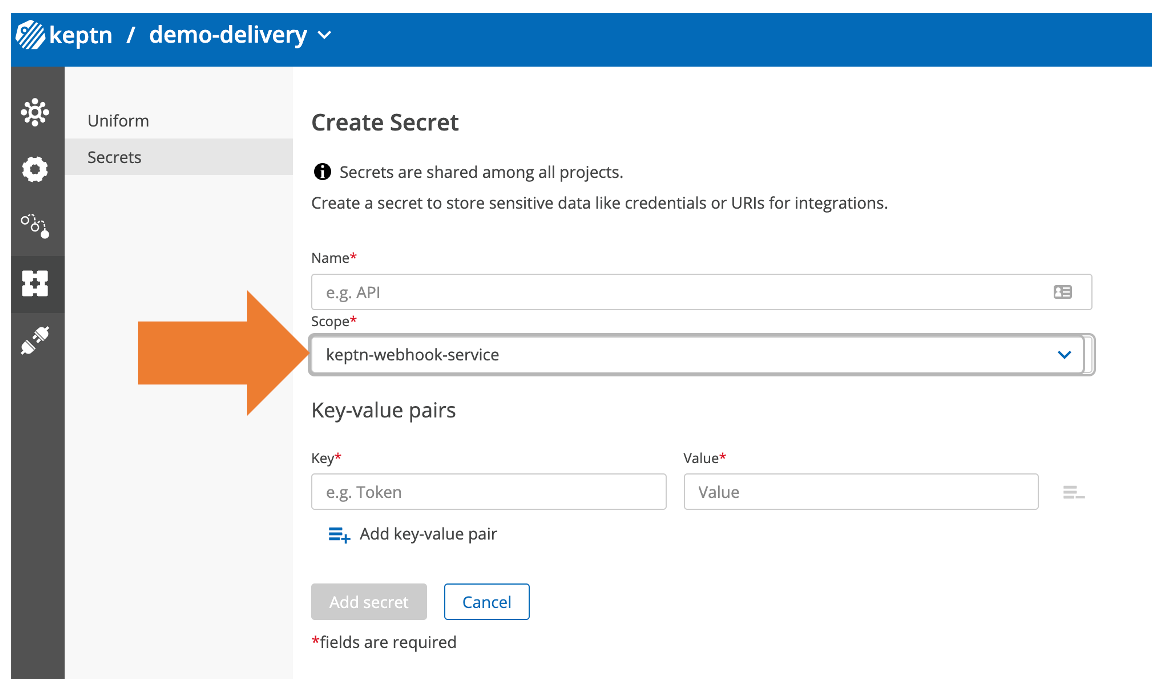 keptn / demo-delivery
Uniform
Secrets
Create Secret
Secrets are shared among all projects.
Create a secret to store sensitive data like credentials or URIs for integrations.
Name*
e.g. API
Scope*
keptn-webhook-service
Key-value pairs
Key* Value*
e.g. Token Value
Add key-value pair
Add secret Cancel
*fields are required